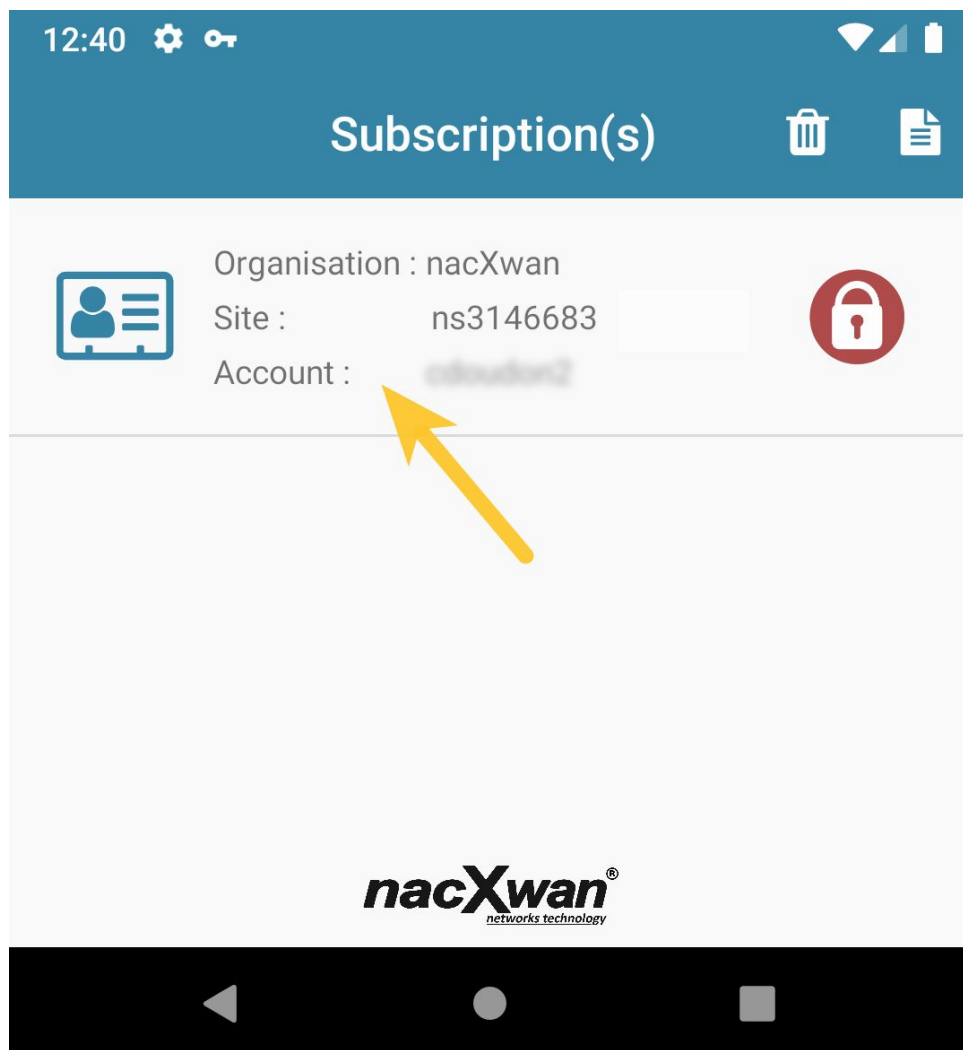 12:40
Subscription(s)
Organisation : nacXwan
Site : ns3146683
Account :
nacXwan®
networks technology